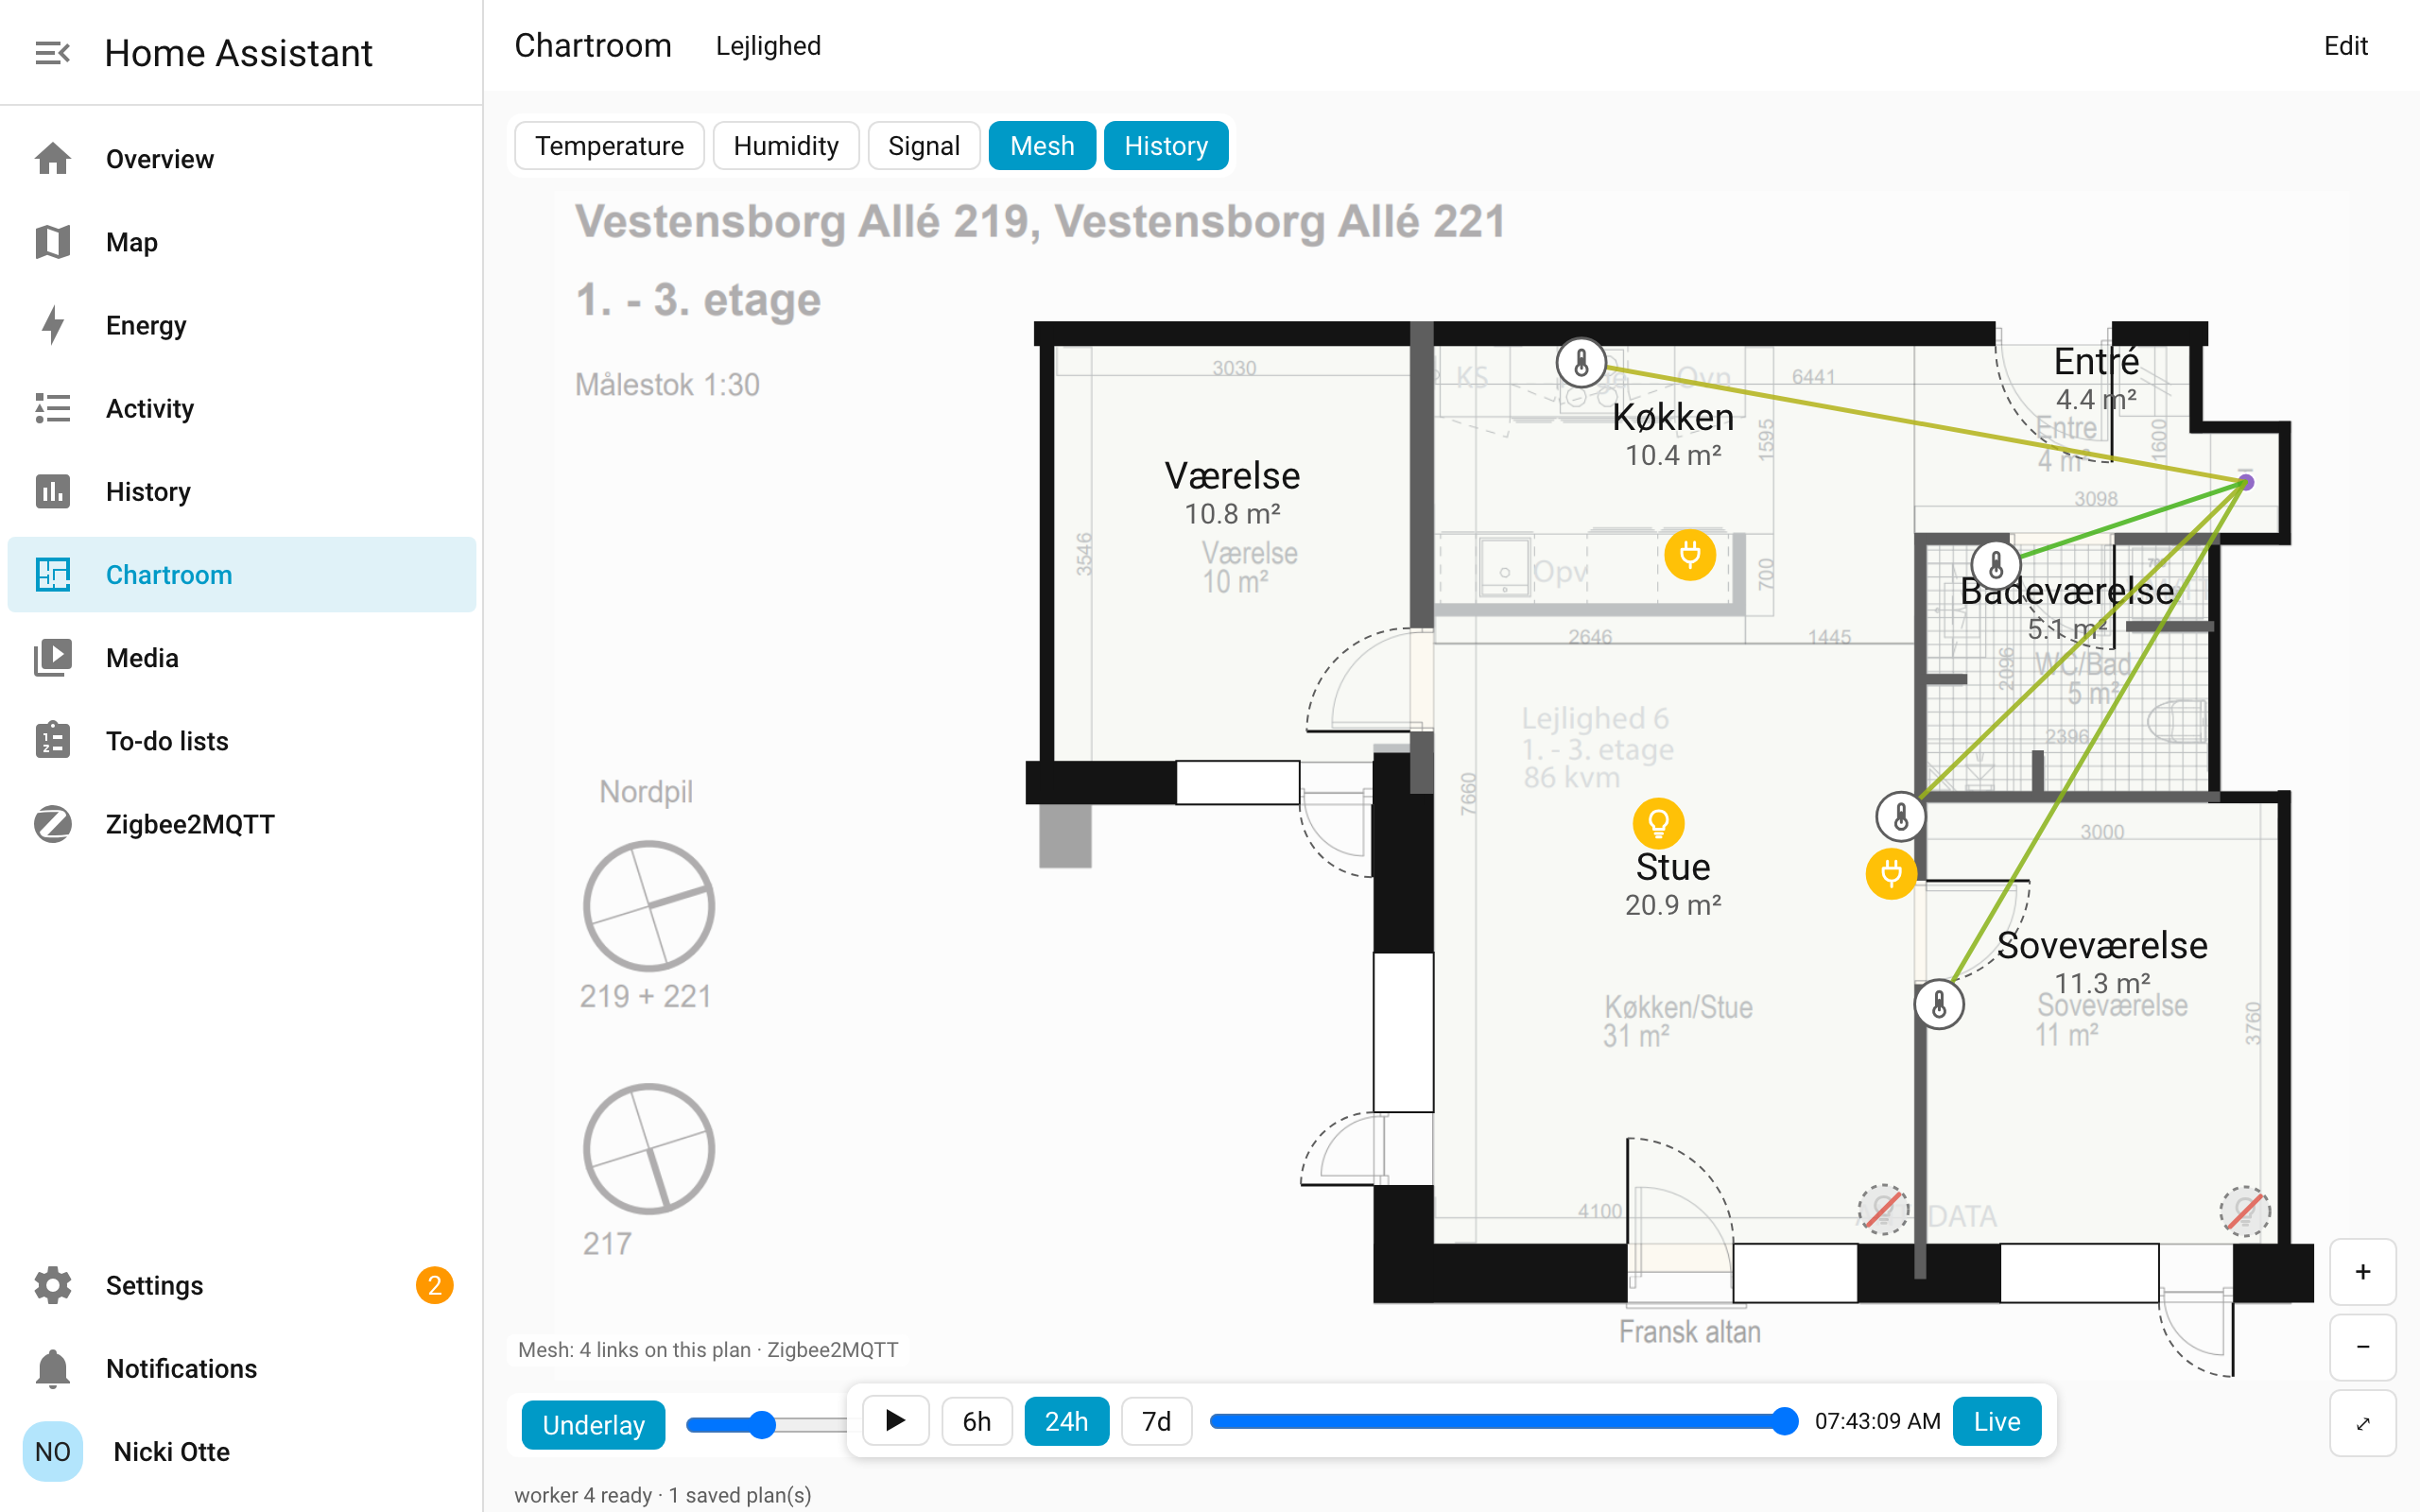 Home Assistant
Overview
Map
Energy
Activity
History
Chartroom
Media
To-do lists
Zigbee2MQTT
Settings
2
Notifications
NO
Nicki Otte
Chartroom
Lejlighed
Edit
Temperature
Humidity
Signal
Mesh
History
Vestensborg Allé 219, Vestensborg Allé 221
1. - 3. etage
Målestok 1:30
Nordpil
219 + 221
217
3030
Værelse
10.8 m²
Værelse
10 m²
3546
KS
Ovn
6441
Køkken
10.4 m²
1595
Opv
700
2646
1445
Entré
4.4 m²
Entre
4 m²
1600
3098
Badeværelse
5.1 m²
WC/Bad
5 m²
2096
2396
Lejlighed 6
1. - 3. etage
86 kvm
7660
Stue
20.9 m²
Køkken/Stue
31 m²
3000
Soveværelse
11.3 m²
Soveværelse
11 m²
3760
4100
DATA
Fransk altan
+
−
Mesh: 4 links on this plan · Zigbee2MQTT
Underlay
6h
24h
7d
07:43:09 AM
Live
worker 4 ready · 1 saved plan(s)